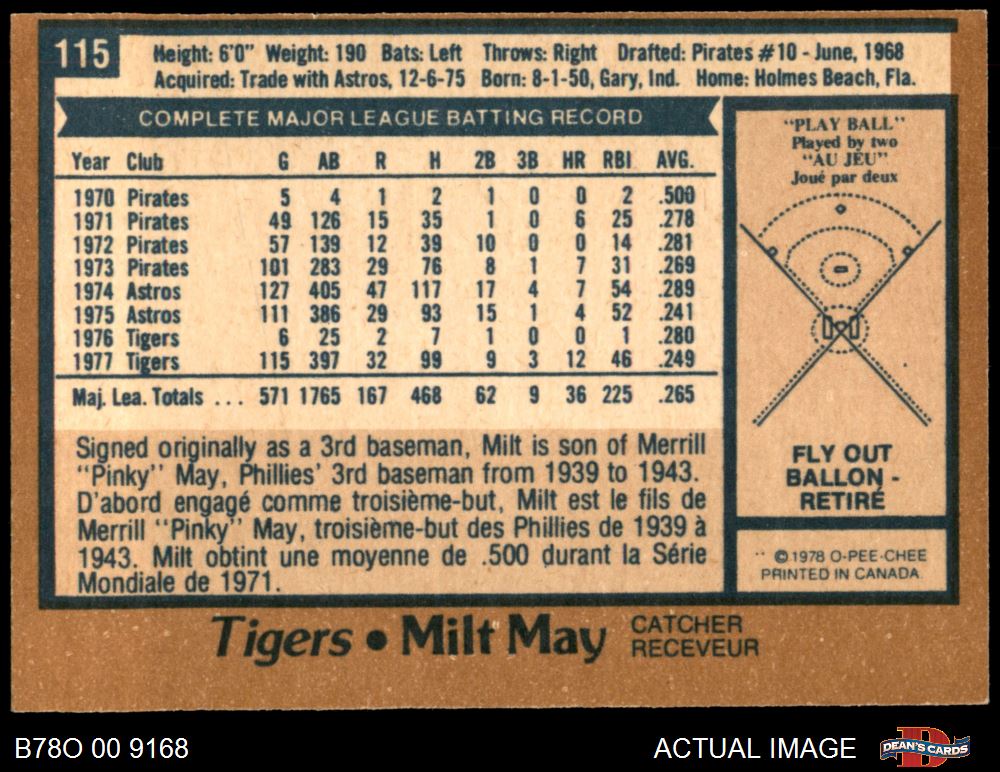 115
Height: 6'0" Weight: 190 Bats: Left Throws: Right Drafted: Pirates #10 - June, 1968
Acquired: Trade with Astros, 12-6-75 Born: 8-1-50, Gary, Ind. Home: Holmes Beach, Fla.
COMPLETE MAJOR LEAGUE BATTING RECORD
Year Club G AB R H 2B 3B HR RBI AVG.
1970 Pirates 5 4 1 2 1 0 0 2 .500
1971 Pirates 49 126 15 35 1 0 6 25 .278
1972 Pirates 57 139 12 39 10 0 0 14 .281
1973 Pirates 101 283 29 76 8 1 7 31 .269
1974 Astros 127 405 47 117 17 4 7 54 .289
1975 Astros 111 386 29 93 15 1 4 52 .241
1976 Tigers 6 25 2 7 1 0 0 1 .280
1977 Tigers 115 397 32 99 9 3 12 46 .249
Maj. Lea. Totals ... 571 1765 167 468 62 9 36 225 .265
Signed originally as a 3rd baseman, Milt is son of Merrill
"Pinky" May, Phillies' 3rd baseman from 1939 to 1943.
D'abord engagé comme troisième-but, Milt est le fils de
Merrill "Pinky" May, troisième-but des Phillies de 1939 à
1943. Milt obtint une moyenne de .500 durant la Série
Mondiale de 1971.
"PLAY BALL"
Played by two
"AU JEU"
Joué par deux
FLY OUT
BALLON -
RETIRÉ
©1978 O-PEE-CHEE
PRINTED IN CANADA
Tigers • Milt May
CATCHER
RECEVEUR
B78O 00 9168
ACTUAL IMAGE
D
DEAN'S CARDS